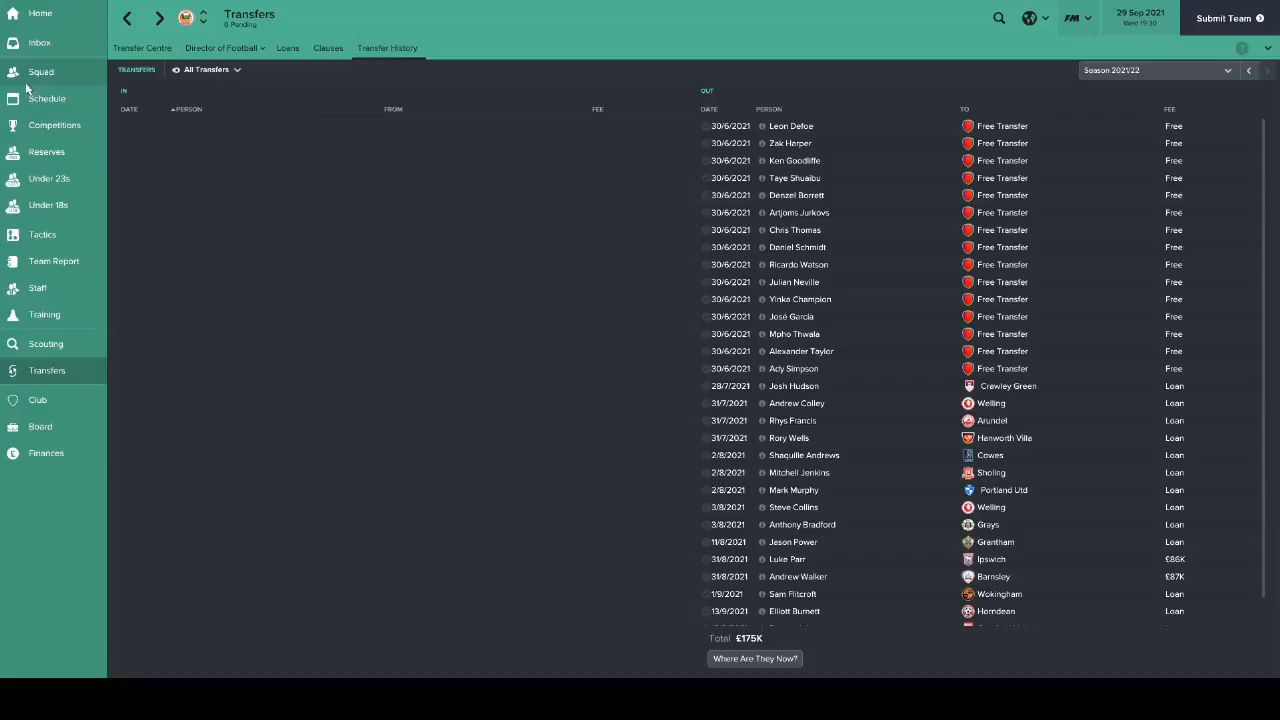 Home
Inbox
Squad
Schedule
Competitions
Reserves
Under 23s
Under 18s
Tactics
Team Report
Staff
Training
Scouting
Transfers
Club
Board
Finances
Transfers
0 Pending
FM
29 Sep 2021
Wed 19:30
Submit Team
Transfer Centre Director of Football Loans Clauses Transfer History
TRANSFERS All Transfers Season 2021/22
IN
DATE PERSON FROM FEE
OUT
DATE PERSON TO FEE
30/6/2021 Leon Defoe Free Transfer Free
30/6/2021 Zak Harper Free Transfer Free
30/6/2021 Ken Goodliffe Free Transfer Free
30/6/2021 Taye Shuaibu Free Transfer Free
30/6/2021 Denzel Borrett Free Transfer Free
30/6/2021 Artjoms Jurkovs Free Transfer Free
30/6/2021 Chris Thomas Free Transfer Free
30/6/2021 Daniel Schmidt Free Transfer Free
30/6/2021 Ricardo Watson Free Transfer Free
30/6/2021 Julian Neville Free Transfer Free
30/6/2021 Yinka Champion Free Transfer Free
30/6/2021 José García Free Transfer Free
30/6/2021 Mpho Thwala Free Transfer Free
30/6/2021 Alexander Taylor Free Transfer Free
30/6/2021 Ady Simpson Free Transfer Free
28/7/2021 Josh Hudson Crawley Green Loan
31/7/2021 Andrew Colley Welling Loan
31/7/2021 Rhys Francis Arundel Loan
31/7/2021 Rory Wells Hanworth Villa Loan
2/8/2021 Shaquille Andrews Cowes Loan
2/8/2021 Mitchell Jenkins Sholing Loan
2/8/2021 Mark Murphy Portland Utd Loan
3/8/2021 Steve Collins Welling Loan
3/8/2021 Anthony Bradford Grays Loan
11/8/2021 Jason Power Grantham Loan
31/8/2021 Luke Parr Ipswich £86K
31/8/2021 Andrew Walker Barnsley £87K
1/9/2021 Sam Flitcroft Wokingham Loan
13/9/2021 Elliott Burnett Horndean Loan
Total £175K
Where Are They Now?